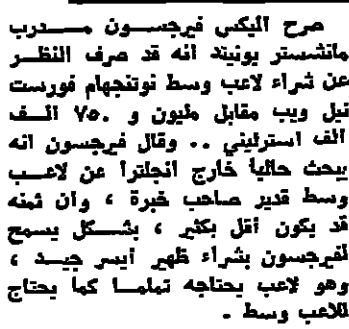 صرح اليكس فيرجسون مدرب
مانشستر يونيتد انه قد صرف النظر
عن شراء لاعب وسط نوتنجهام فورست
نيل ويب مقابل مليون و ٧٥٠ الف
الف استرليني .. وقال فيرجسون انه
يبحث حالياً خارج انجلترا عن لاعب
وسط قدير صاحب خبرة ، وان ثمنه
قد يكون أقل بكثير ، بشكل يسمح
لفيرجسون بشراء ظهير أيسر جيد ،
وهو لاعب يحتاجه تماما كما يحتاج
للاعب وسط .